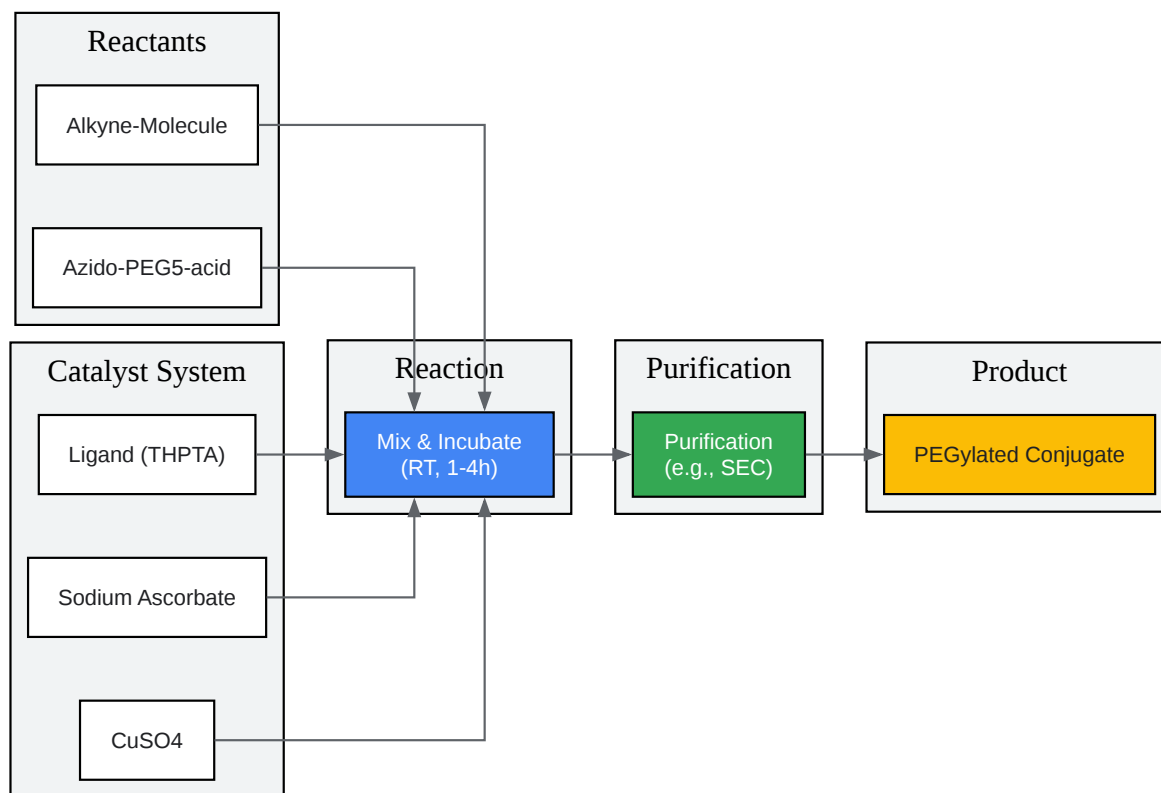 Reactants
Alkyne-Molecule
Azido-PEG5-acid
Catalyst System
Ligand (THPTA)
Sodium Ascorbate
CuSO4
Reaction
Mix & Incubate
(RT, 1-4h)
Purification
Purification
(e.g., SEC)
Product
PEGylated Conjugate